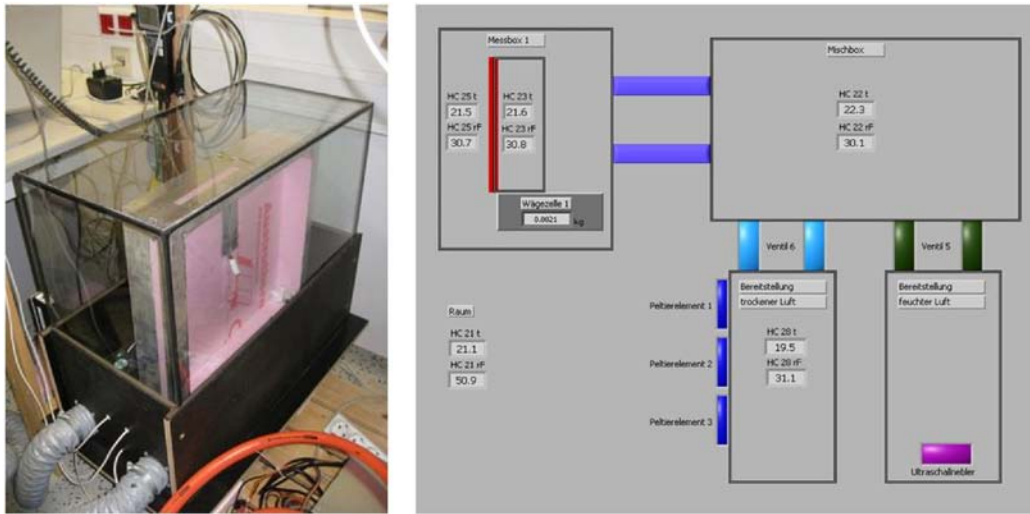 Messbox 1
HC 25 t
21.5
HC 25 rF
30.7
HC 23 t
21.6
HC 23 rF
30.8
Wägezelle 1
0.0021 kg
Mischbox
HC 22 t
22.3
HC 22 rF
30.1
Ventil 6
Ventil 5
Raum
HC 21 t
21.1
HC 21 rF
50.9
Peltierelement 1
Peltierelement 2
Peltierelement 3
Bereitstellung
trockener Luft
HC 28 t
19.5
HC 28 rF
31.1
Bereitstellung
feuchter Luft
Ultraschallnebler